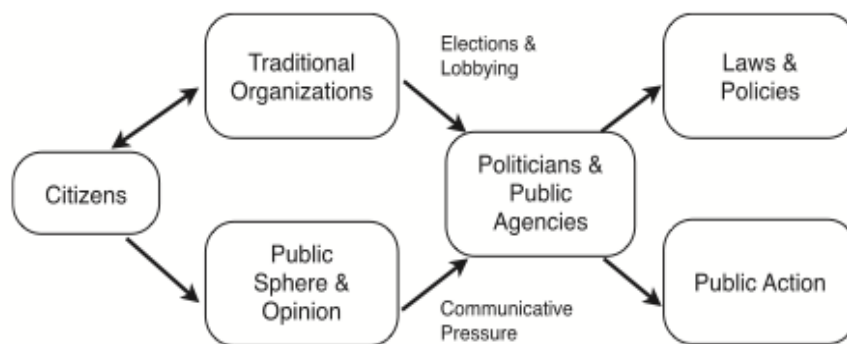 Traditional
Organizations
Elections &
Lobbying
Laws &
Policies
Citizens
Politicians &
Public
Agencies
Public
Sphere &
Opinion
Communicative
Pressure
Public Action